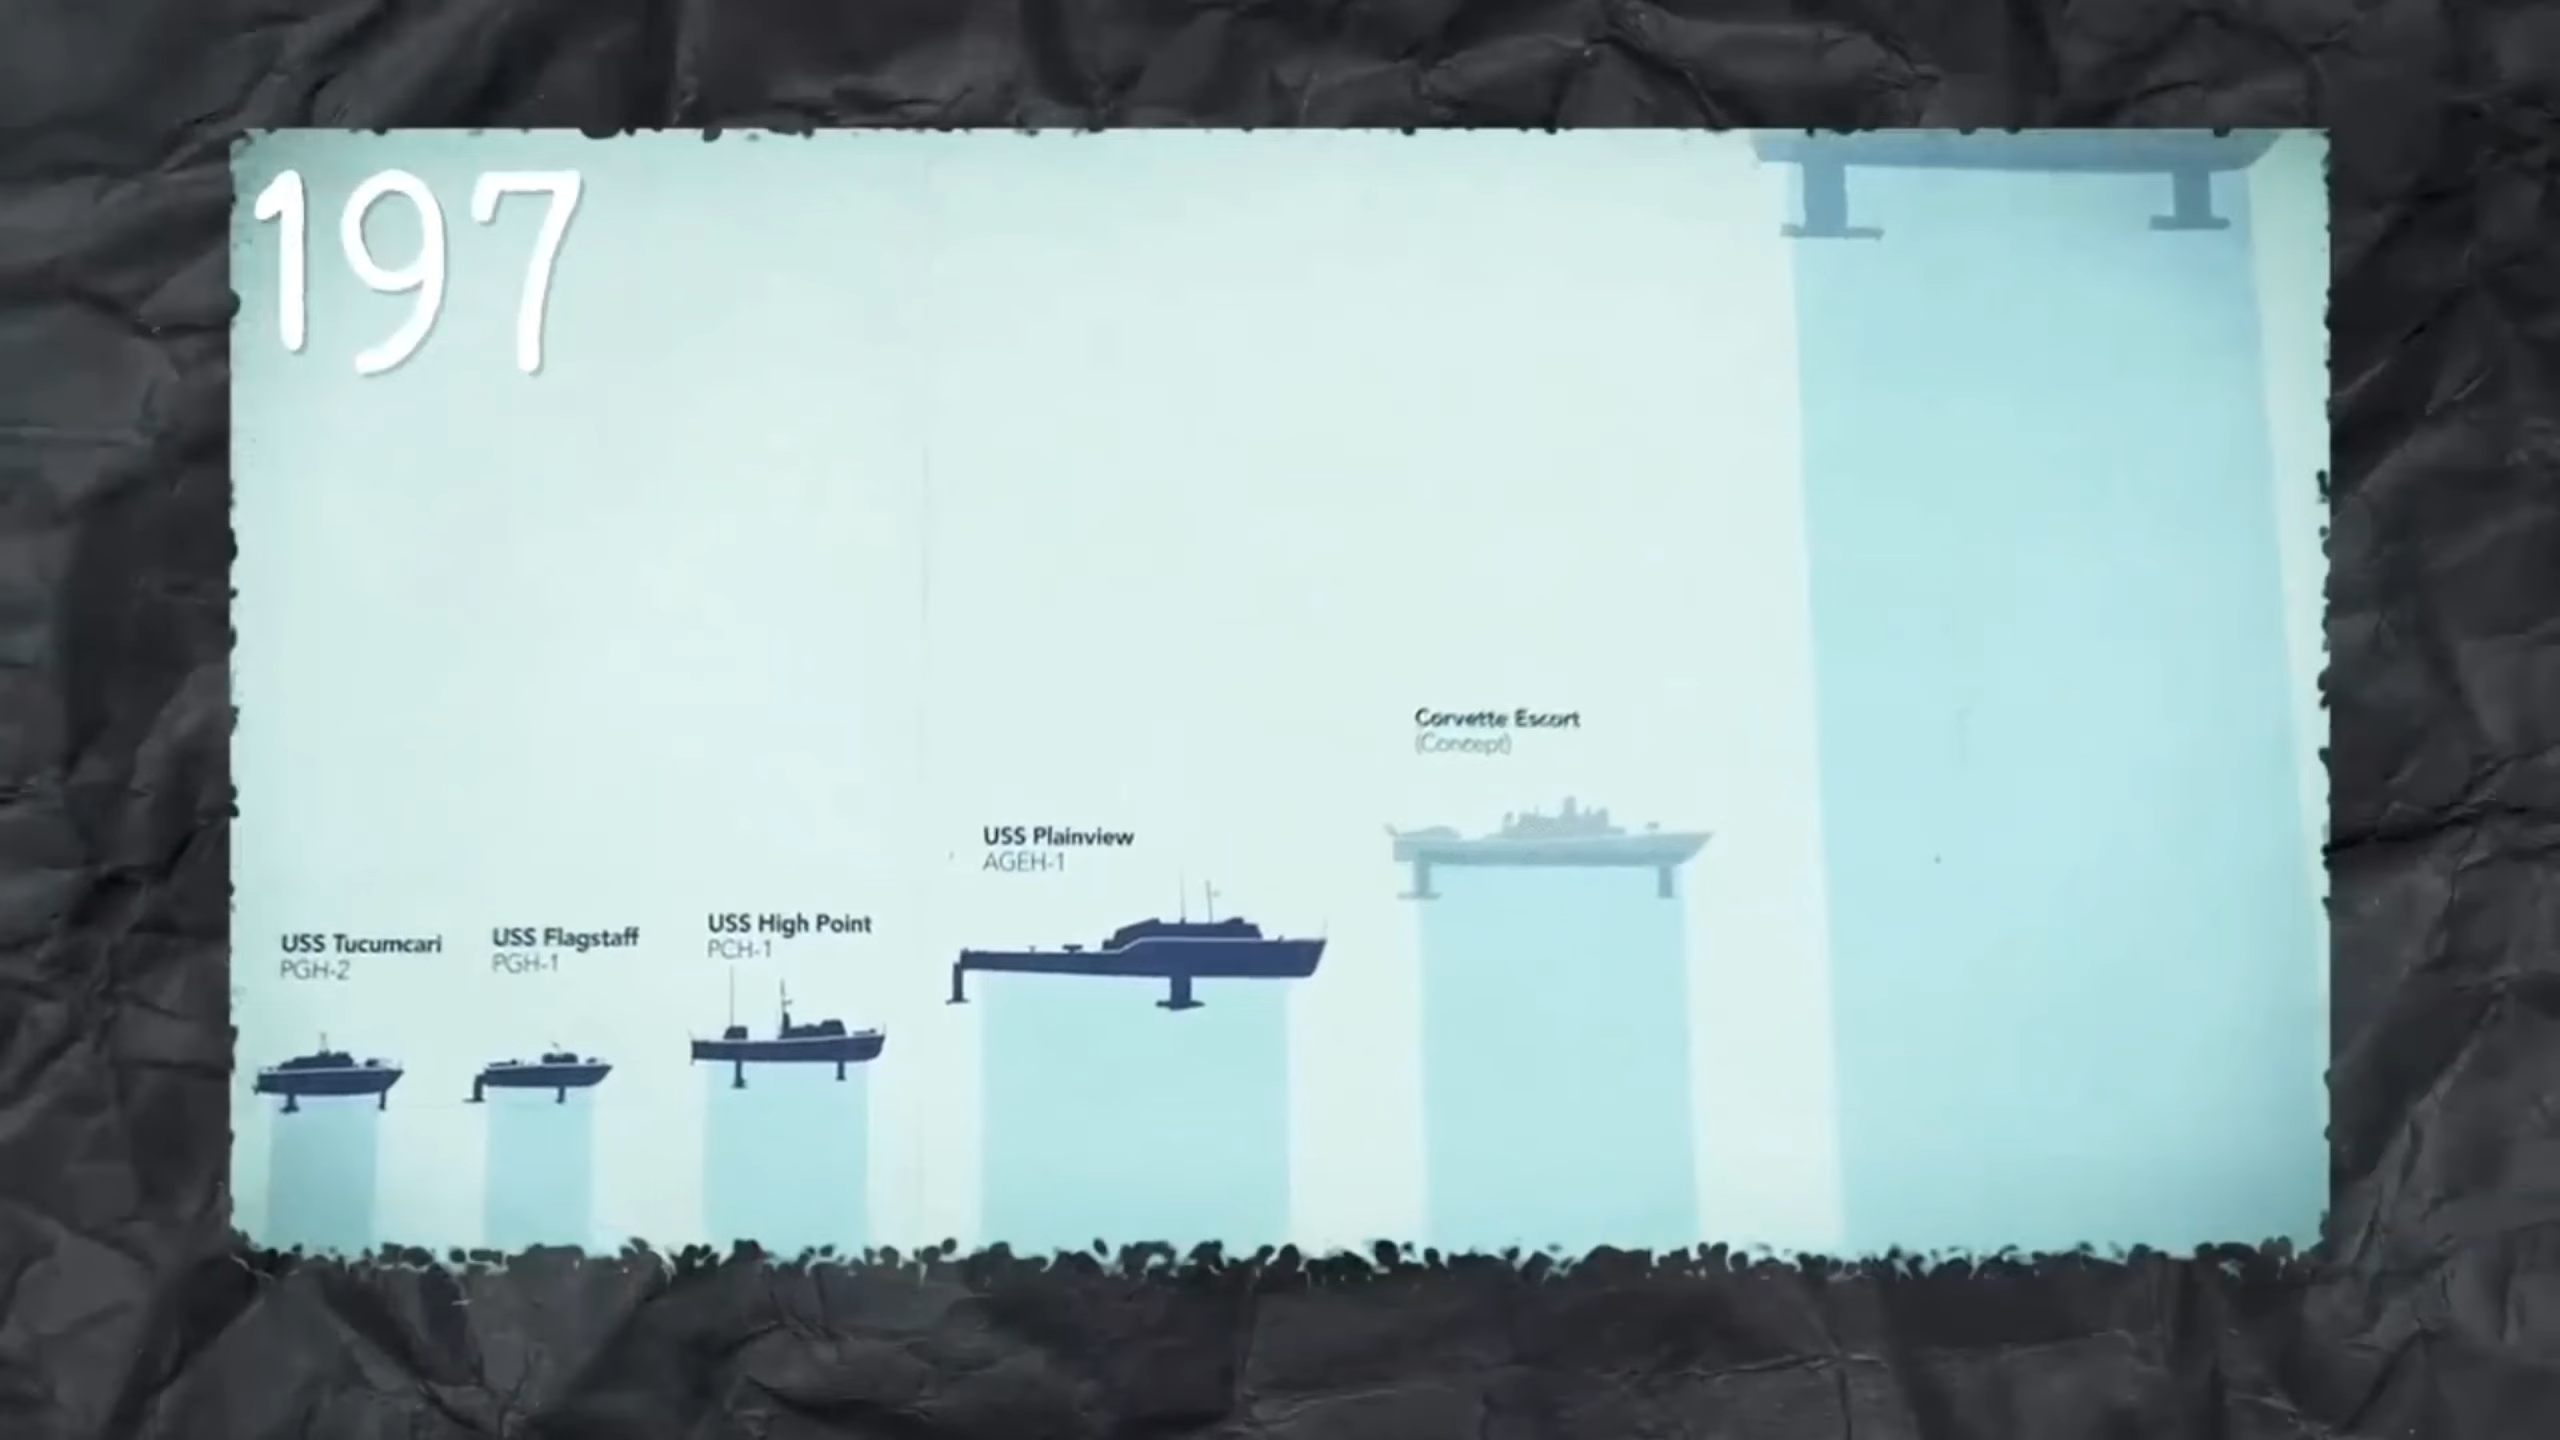 197
Corvette Escort
(Concept)
USS Plainview
AGEH-1
USS High Point
PCH-1
USS Flagstaff
PGH-1
USS Tucumcari
PGH-2